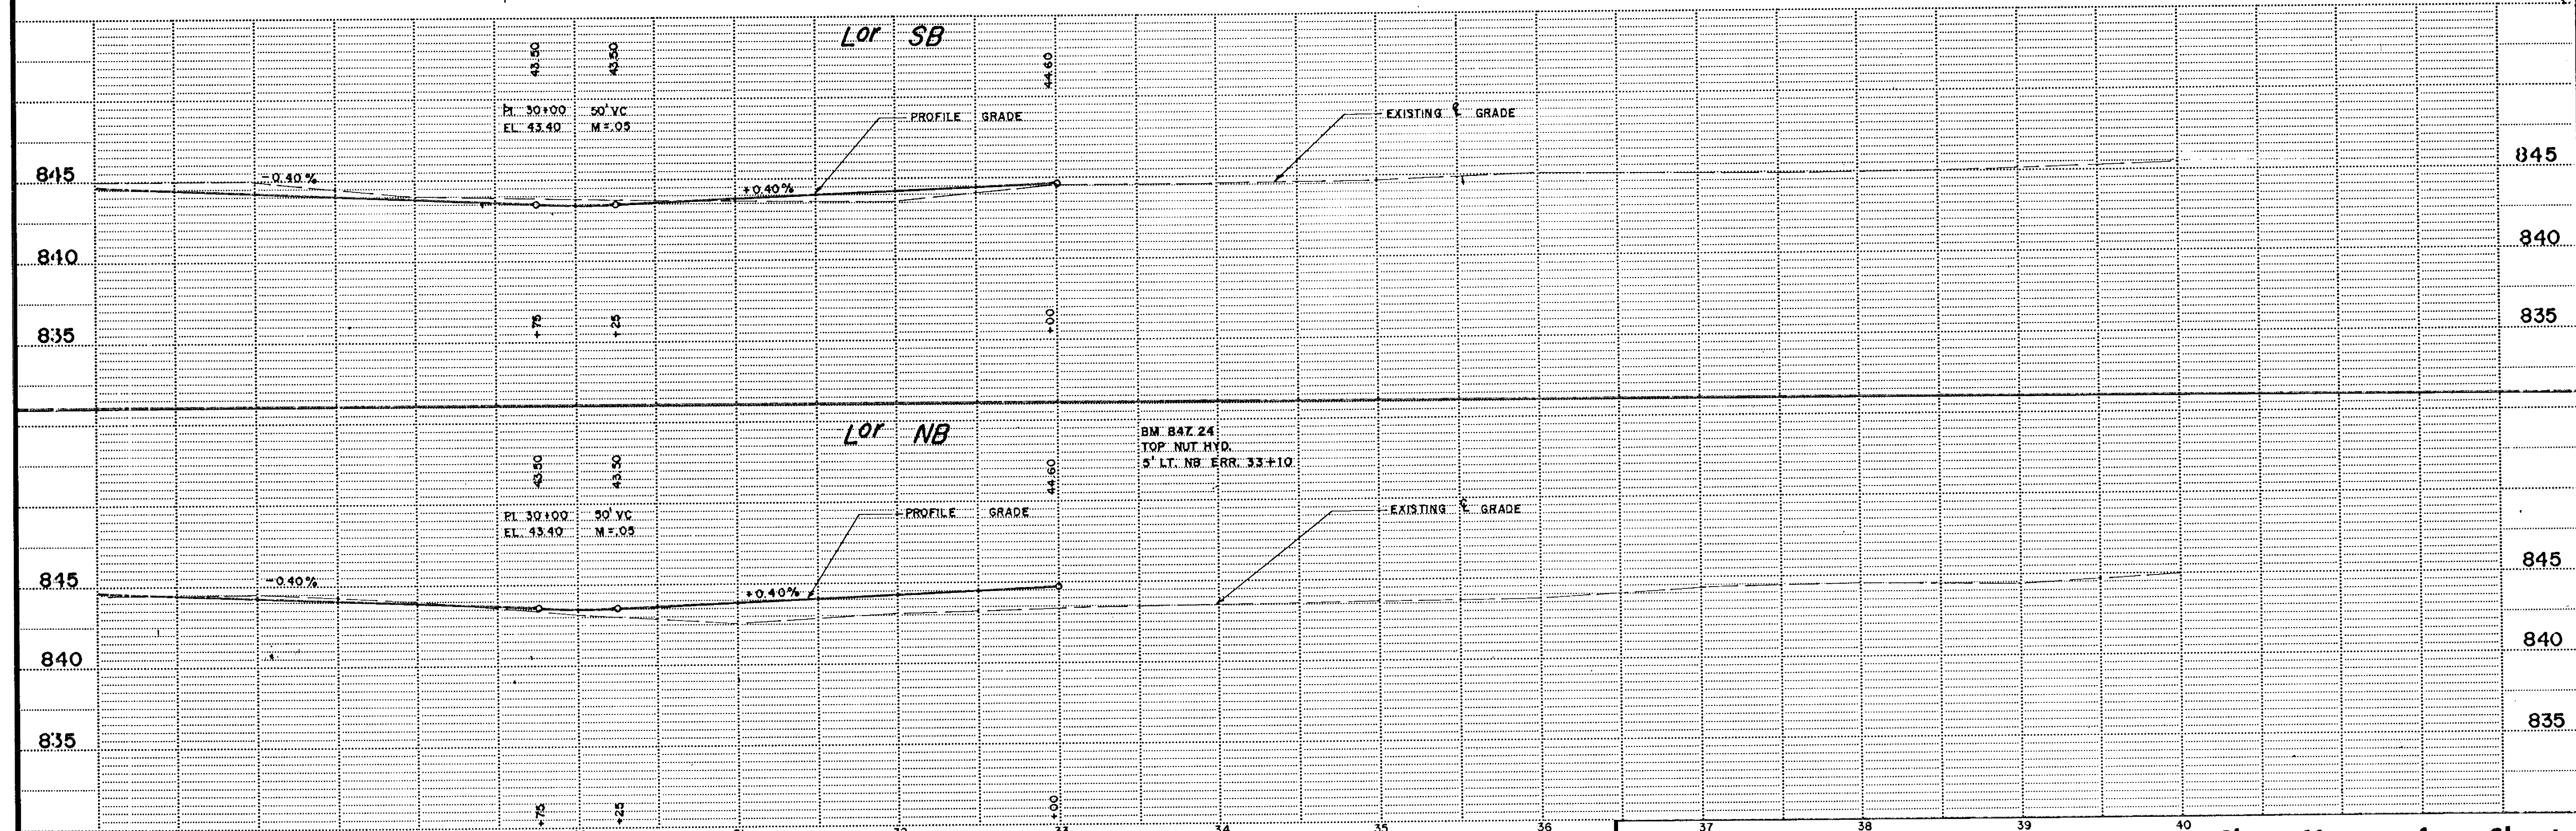 Lor SB
43.50
43.50
44.60
P.I. 30+00 50' VC
EL. 43.40 M=.05
PROFILE GRADE
EXISTING ℄ GRADE
845
-0.40%
+0.40%
845
840
840
835
+75
+25
+00
835
Lor NB
BM 847.24
TOP NUT HYD.
5' LT. NB ERR. 33+10
43.50
43.50
44.60
P.I. 30+00 50' VC
EL. 43.40 M=.05
PROFILE GRADE
EXISTING ℄ GRADE
845
-0.40%
+0.40%
845
840
840
835
835
+75
+25
+00
33 34 35 36 37 38 39 40